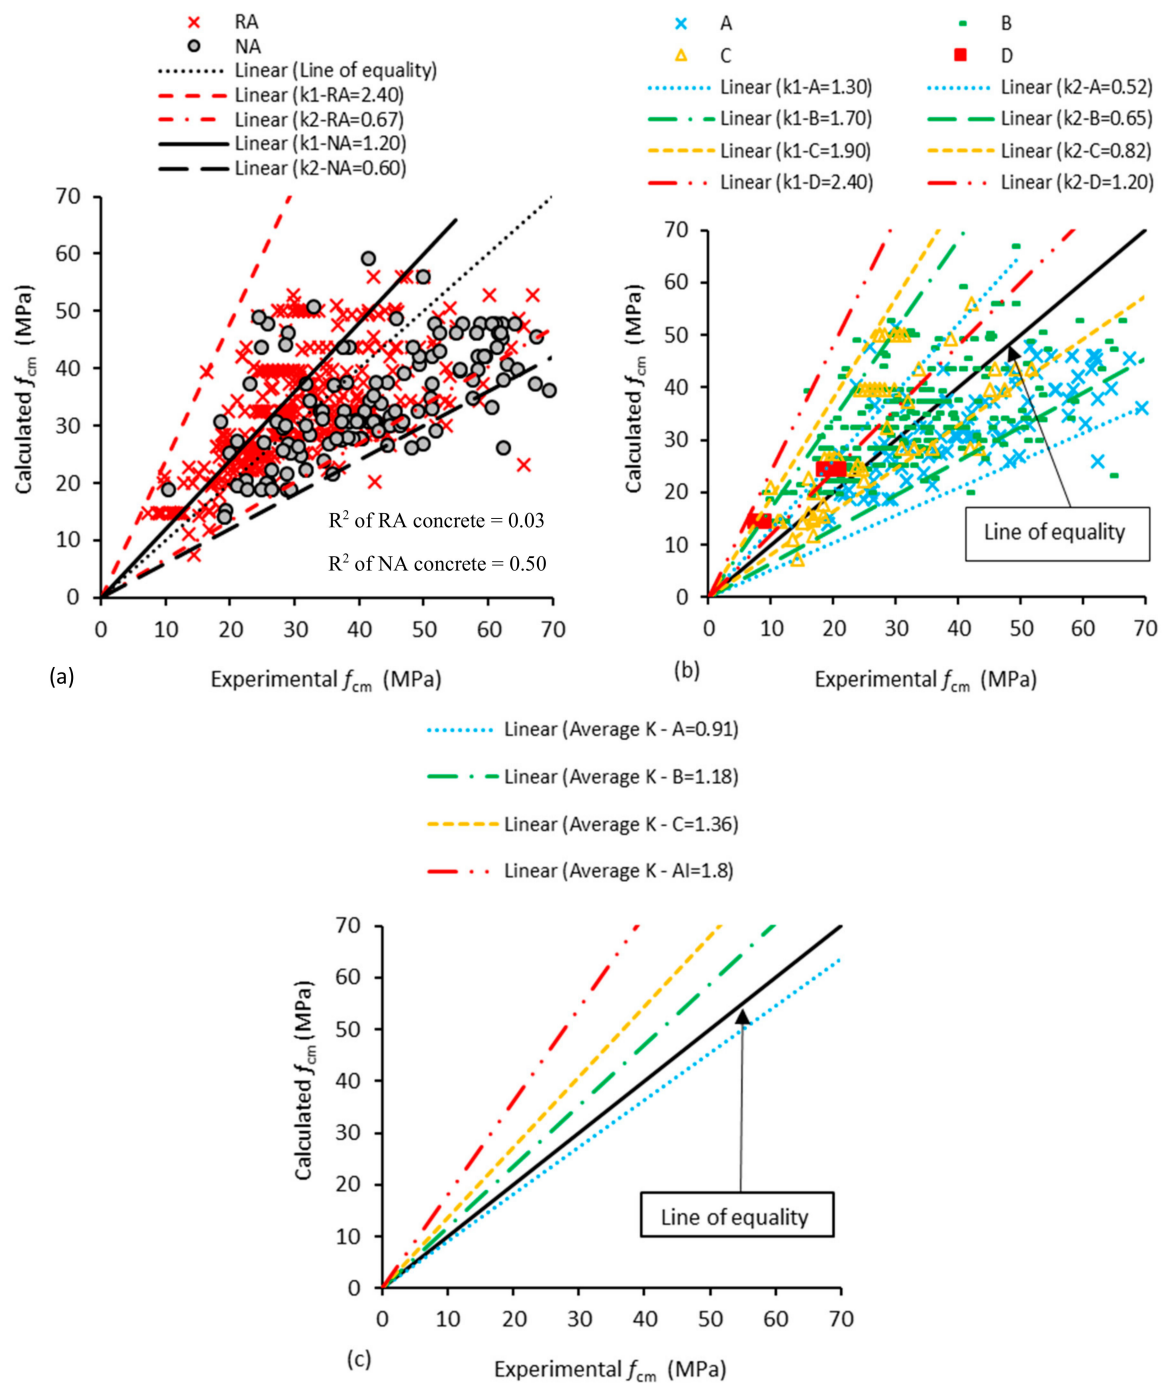 RA
NA
Linear (Line of equality)
Linear (k1-RA=2.40)
Linear (k2-RA=0.67)
Linear (k1-NA=1.20)
Linear (k2-NA=0.60)
70
60
50
40
30
20
10
0
Calculated fcm (MPa)
R² of RA concrete = 0.03
R² of NA concrete = 0.50
0 10 20 30 40 50 60 70
Experimental fcm (MPa)
(a)
A B
C D
Linear (k1-A=1.30) Linear (k2-A=0.52)
Linear (k1-B=1.70) Linear (k2-B=0.65)
Linear (k1-C=1.90) Linear (k2-C=0.82)
Linear (k1-D=2.40) Linear (k2-D=1.20)
70
60
50
40
30
20
10
0
Calculated fcm (MPa)
Line of equality
0 10 20 30 40 50 60 70
Experimental fcm (MPa)
(b)
Linear (Average K - A=0.91)
Linear (Average K - B=1.18)
Linear (Average K - C=1.36)
Linear (Average K - AI=1.8)
70
60
50
40
30
20
10
0
Calculated fcm (MPa)
Line of equality
0 10 20 30 40 50 60 70
Experimental fcm (MPa)
(c)